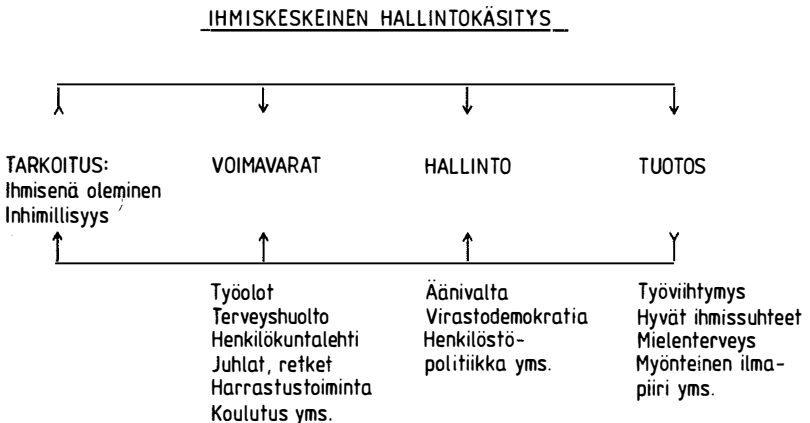 IHMISKESKEINEN HALLINTOKÄSITYS
TARKOITUS:
Ihmisenä oleminen
Inhimillisyys
VOIMAVARAT
HALLINTO
TUOTOS
Työolot
Terveyshuolto
Henkilökuntalehti
Juhlat, retket
Harrastustoiminta
Koulutus yms.
Äänivalta
Virastodemokratia
Henkilöstö-
politiikka yms.
Työviihtymys
Hyvät ihmissuhteet
Mielenterveys
Myönteinen ilma-
piiri yms.